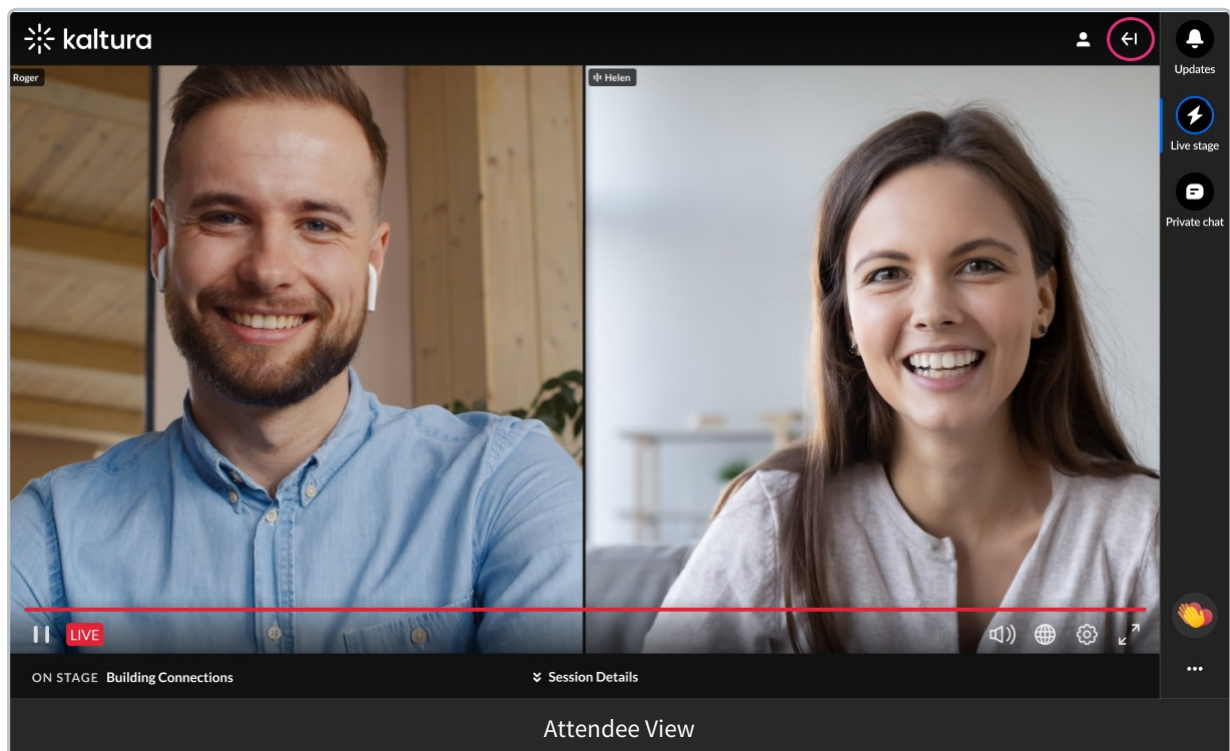 kaltura
Updates
Roger
Helen
Live stage
Private chat
LIVE
ON STAGE Building Connections
Session Details
Attendee View